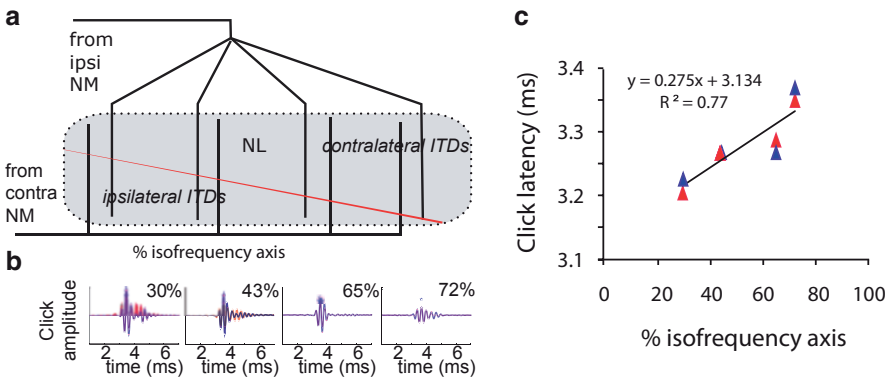 a
from
ipsi
NM
NL
contralateral ITDs
from
contra
NM
ipsilateral ITDs
% isofrequency axis
b
Click
amplitude
30%
43%
65%
72%
2 4 6
2 4 6
2 4 6
2 4 6
time (ms)
time (ms)
time (ms)
time (ms)
c
Click latency (ms)
3.4
3.3
3.2
3.1
y = 0.275x + 3.134
R² = 0.77
0 20 40 60 80 100
% isofrequency axis